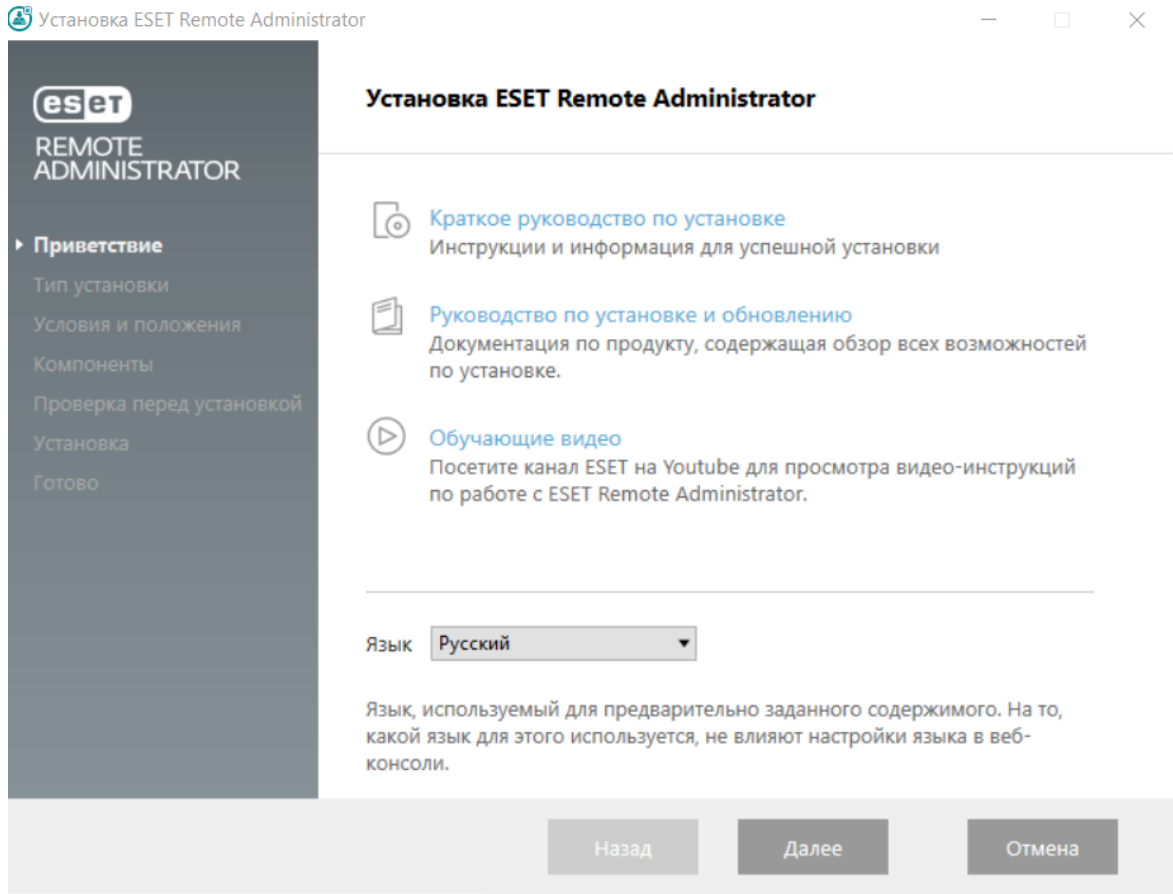 Установка ESET Remote Administrator
eset
REMOTE
ADMINISTRATOR
Приветствие
Тип установки
Условия и положения
Компоненты
Проверка перед установкой
Установка
Готово
Установка ESET Remote Administrator
Краткое руководство по установке
Инструкции и информация для успешной установки
Руководство по установке и обновлению
Документация по продукту, содержащая обзор всех возможностей
по установке.
Обучающие видео
Посетите канал ESET на Youtube для просмотра видео-инструкций
по работе с ESET Remote Administrator.
Язык Русский
Язык, используемый для предварительно заданного содержимого. На то,
какой язык для этого используется, не влияют настройки языка в веб-
консоли.
Назад Далее Отмена